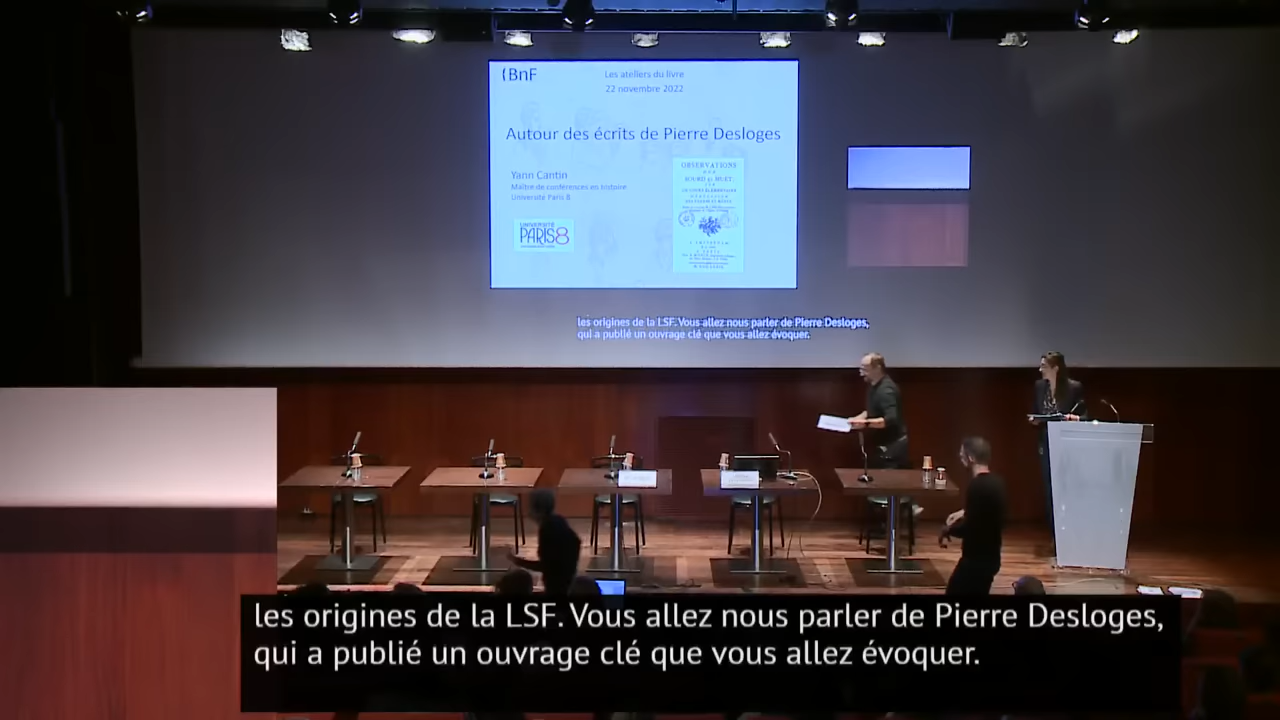 BnF
Les ateliers du livre
22 novembre 2022
Autour des écrits de Pierre Desloges
Yann Cantin
Maître de conférences en histoire
Université Paris 8
UNIVERSITÉ
PARIS8
OBSERVATIONS
les origines de la LSF. Vous allez nous parler de Pierre Desloges,
qui a publié un ouvrage clé que vous allez évoquer.
les origines de la LSF. Vous allez nous parler de Pierre Desloges,
qui a publié un ouvrage clé que vous allez évoquer.